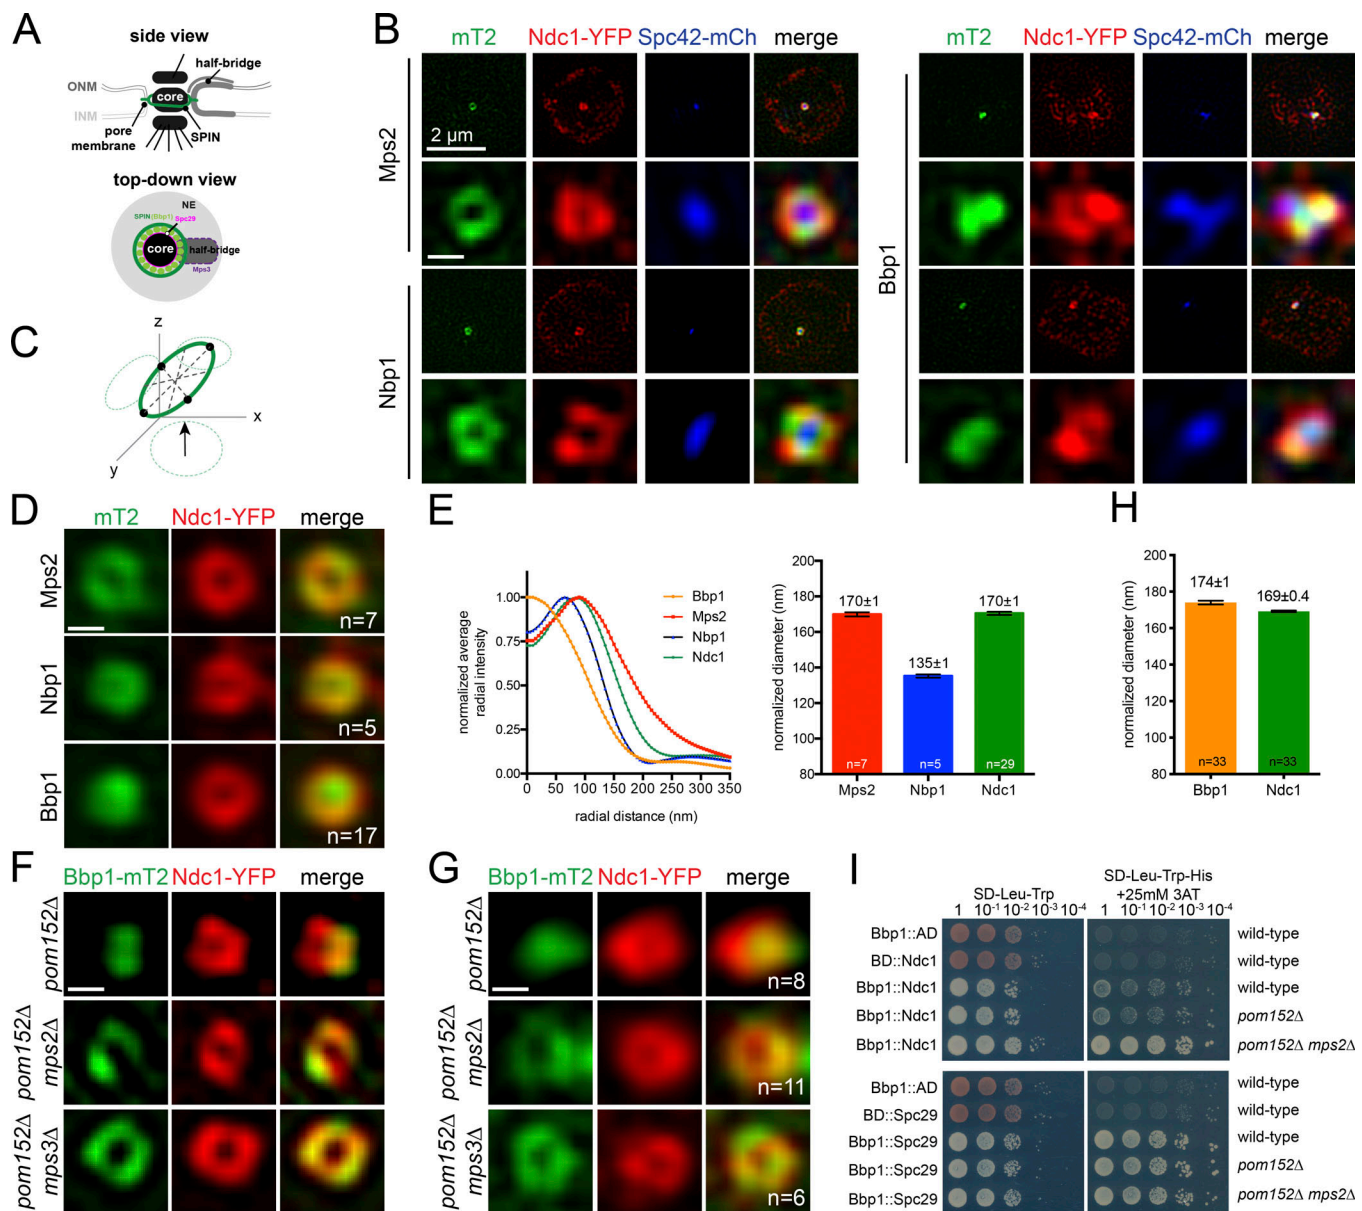 A
side view
half-bridge
ONM
core
INM
pore
membrane
SPIN
top-down view
NE
SPIN(Bbp1)
Spc29
core
half-bridge
Mps3
B
mT2 Ndc1-YFP Spc42-mCh merge
mT2 Ndc1-YFP Spc42-mCh merge
Mps2
2 µm
Nbp1
Bbp1
C
z
x
y
D
mT2 Ndc1-YFP merge
Mps2
n=7
Nbp1
n=5
Bbp1
n=17
E
normalized average
radial intensity
1.00
0.75
0.50
0.25
0.00
0 50 100 150 200 250 300 350
radial distance (nm)
Bbp1
Mps2
Nbp1
Ndc1
normalized diameter (nm)
200
180
160
140
120
100
80
170±1
135±1
170±1
n=7
n=5
n=29
Mps2 Nbp1 Ndc1
H
normalized diameter (nm)
200
180
160
140
120
100
80
174±1
169±0.4
n=33
n=33
Bbp1 Ndc1
F
Bbp1-mT2 Ndc1-YFP merge
pom152Δ
pom152Δ
mps2Δ
pom152Δ
mps3Δ
G
Bbp1-mT2 Ndc1-YFP merge
pom152Δ
n=8
pom152Δ
mps2Δ
n=11
pom152Δ
mps3Δ
n=6
I
SD-Leu-Trp
SD-Leu-Trp-His
+25mM 3AT
1 10-1 10-2 10-3 10-4
1 10-1 10-2 10-3 10-4
Bbp1::AD wild-type
BD::Ndc1 wild-type
Bbp1::Ndc1 wild-type
Bbp1::Ndc1 pom152Δ
Bbp1::Ndc1 pom152Δ mps2Δ
Bbp1::AD wild-type
BD::Spc29 wild-type
Bbp1::Spc29 wild-type
Bbp1::Spc29 pom152Δ
Bbp1::Spc29 pom152Δ mps2Δ